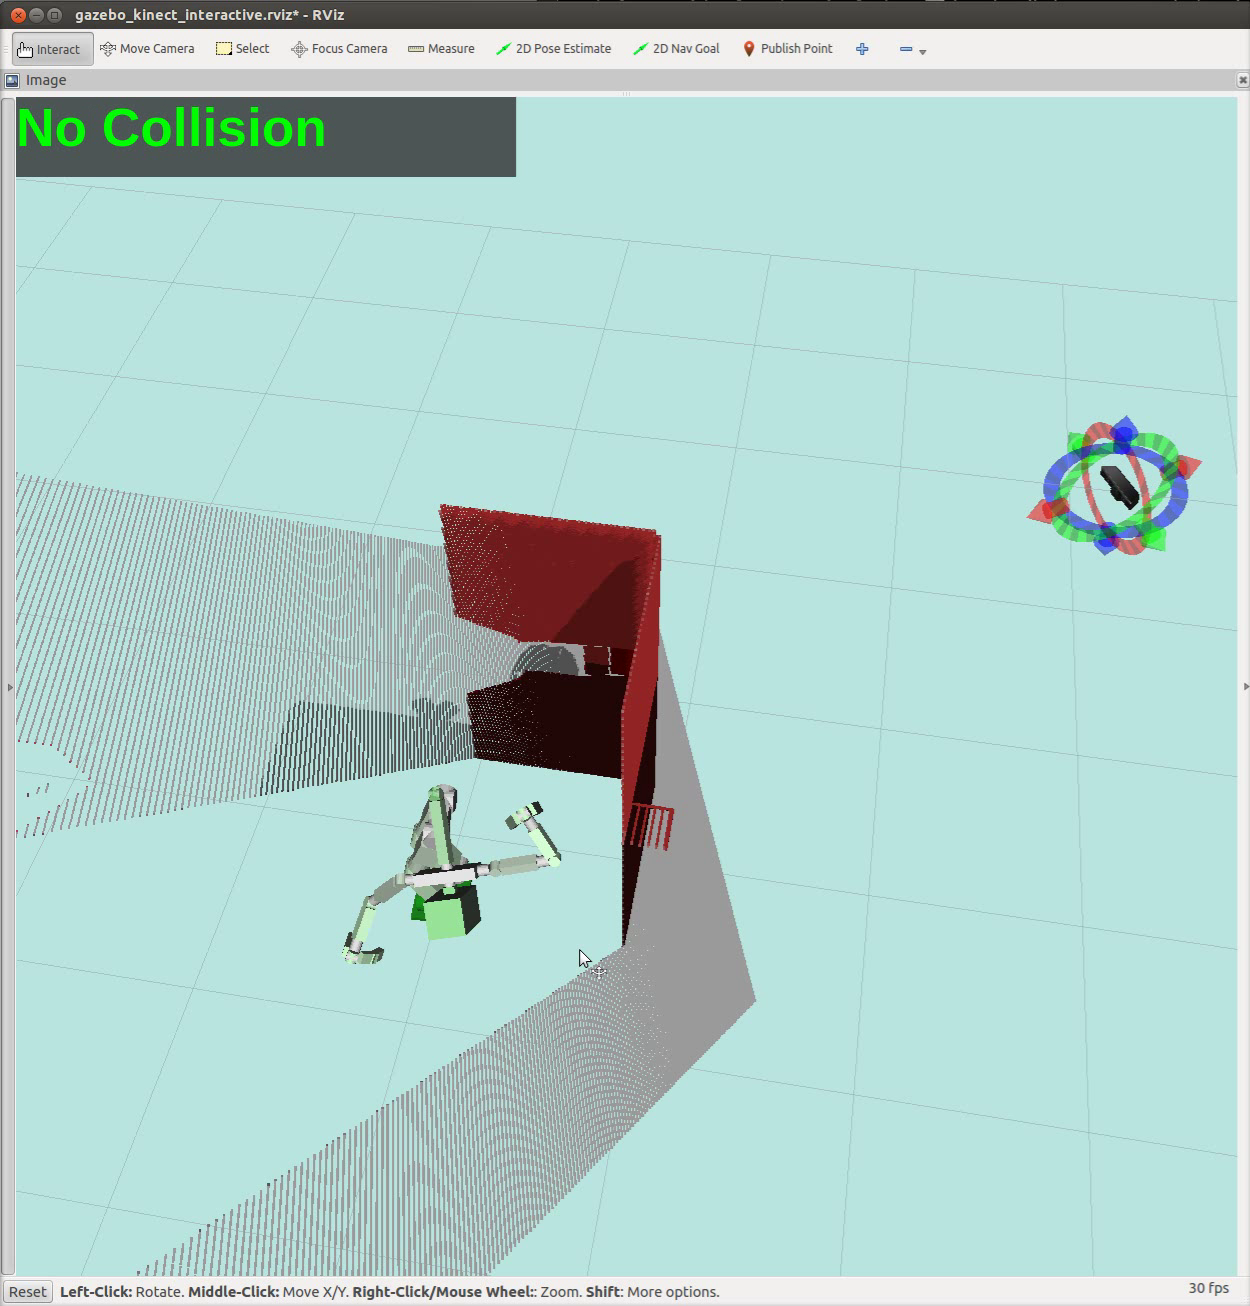 gazebo_kinect_interactive.rviz* - RViz
Interact Move Camera Select Focus Camera Measure 2D Pose Estimate 2D Nav Goal Publish Point
Image
No Collision
Reset Left-Click: Rotate. Middle-Click: Move X/Y. Right-Click/Mouse Wheel:: Zoom. Shift: More options. 30 fps